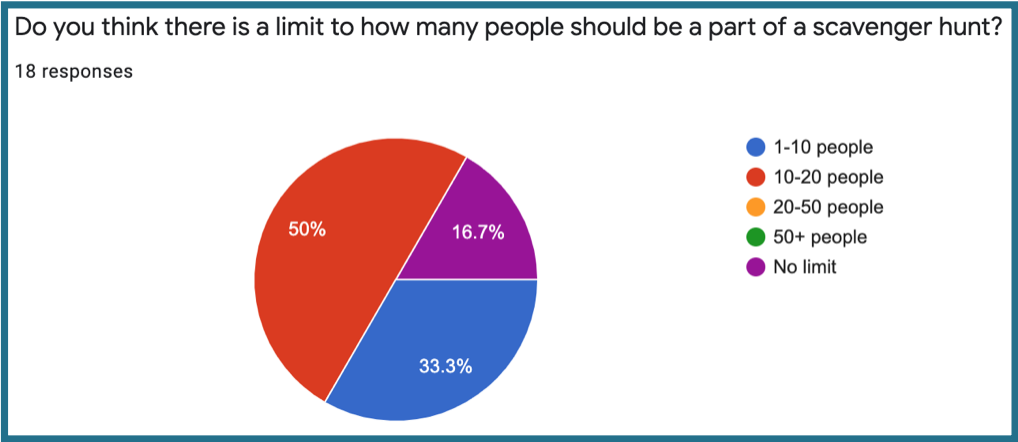 Do you think there is a limit to how many people should be a part of a scavenger hunt?
18 responses
1-10 people
10-20 people
20-50 people
50+ people
No limit
50%
16.7%
33.3%